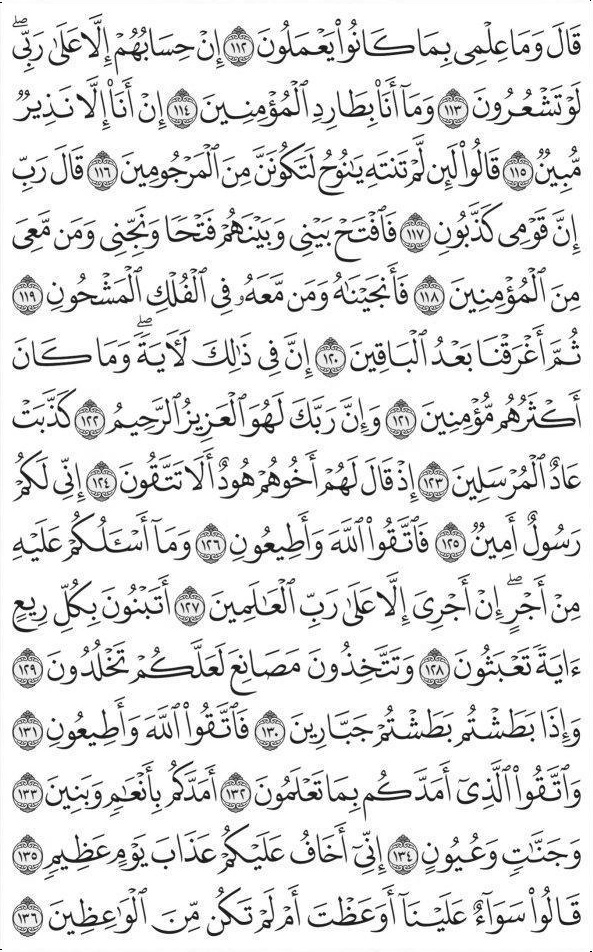 قَالَ وَمَا عِلْمِى بِمَا كَانُوا۟ يَعْمَلُونَ ١١٢ إِنْ حِسَابُهُمْ إِلَّا عَلَىٰ رَبِّىۖ
لَوْ تَشْعُرُونَ ١١٣ وَمَآ أَنَا۠ بِطَارِدِ ٱلْمُؤْمِنِينَ ١١٤ إِنْ أَنَا۠ إِلَّا نَذِيرٌ
مُّبِينٌ ١١٥ قَالُوا۟ لَئِن لَّمْ تَنتَهِ يَـٰنُوحُ لَتَكُونَنَّ مِنَ ٱلْمَرْجُومِينَ ١١٦ قَالَ رَبِّ
إِنَّ قَوْمِى كَذَّبُونِ ١١٧ فَٱفْتَحْ بَيْنِى وَبَيْنَهُمْ فَتْحًا وَنَجِّنِى وَمَن مَّعِىَ
مِنَ ٱلْمُؤْمِنِينَ ١١٨ فَأَنجَيْنَـٰهُ وَمَن مَّعَهُۥ فِى ٱلْفُلْكِ ٱلْمَشْحُونِ ١١٩
ثُمَّ أَغْرَقْنَا بَعْدُ ٱلْبَاقِينَ ١٢٠ إِنَّ فِى ذَٰلِكَ لَـَٔايَةًۖ وَمَا كَانَ
أَكْثَرُهُم مُّؤْمِنِينَ ١٢١ وَإِنَّ رَبَّكَ لَهُوَ ٱلْعَزِيزُ ٱلرَّحِيمُ ١٢٢ كَذَّبَتْ
عَادٌ ٱلْمُرْسَلِينَ ١٢٣ إِذْ قَالَ لَهُمْ أَخُوهُمْ هُودٌ أَلَا تَتَّقُونَ ١٢٤ إِنِّى لَكُمْ
رَسُولٌ أَمِينٌ ١٢٥ فَٱتَّقُوا۟ ٱللَّهَ وَأَطِيعُونِ ١٢٦ وَمَآ أَسْـَٔلُكُمْ عَلَيْهِ
مِنْ أَجْرٍۖ إِنْ أَجْرِىَ إِلَّا عَلَىٰ رَبِّ ٱلْعَـٰلَمِينَ ١٢٧ أَتَبْنُونَ بِكُلِّ رِيعٍ
ءَايَةً تَعْبَثُونَ ١٢٨ وَتَتَّخِذُونَ مَصَانِعَ لَعَلَّكُمْ تَخْلُدُونَ ١٢٩
وَإِذَا بَطَشْتُم بَطَشْتُمْ جَبَّارِينَ ١٣٠ فَٱتَّقُوا۟ ٱللَّهَ وَأَطِيعُونِ ١٣١
وَٱتَّقُوا۟ ٱلَّذِىٓ أَمَدَّكُم بِمَا تَعْلَمُونَ ١٣٢ أَمَدَّكُم بِأَنْعَـٰمٍ وَبَنِينَ ١٣٣
وَجَنَّـٰتٍ وَعُيُونٍ ١٣٤ إِنِّىٓ أَخَافُ عَلَيْكُمْ عَذَابَ يَوْمٍ عَظِيمٍ ١٣٥
قَالُوا۟ سَوَآءٌ عَلَيْنَآ أَوَعَظْتَ أَمْ لَمْ تَكُن مِّنَ ٱلْوَٰعِظِينَ ١٣٦